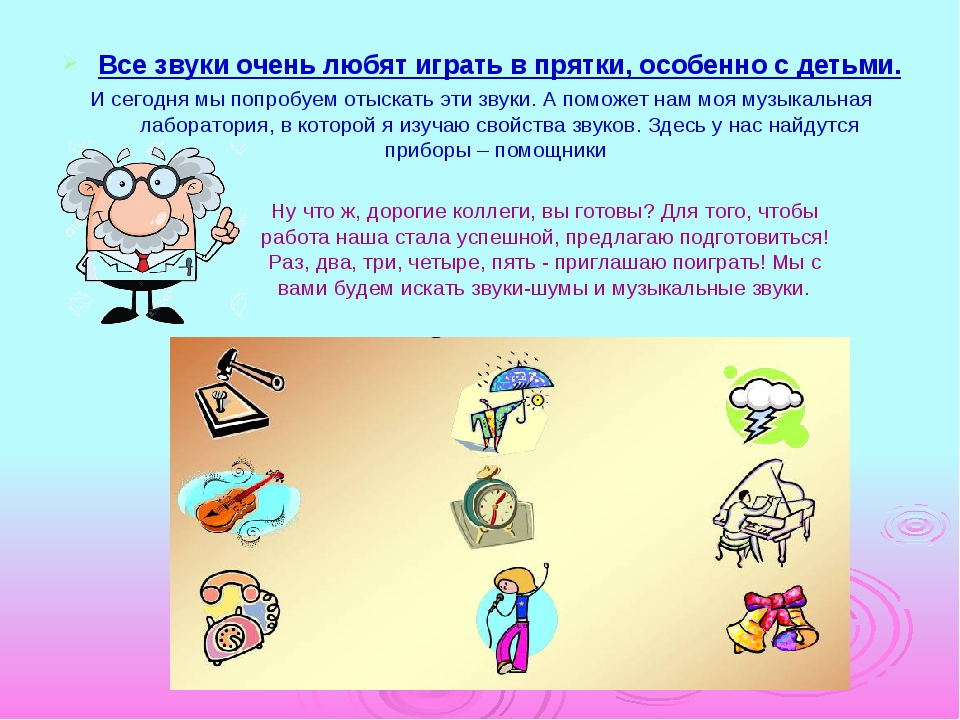 Все звуки очень любят играть в прятки, особенно с детьми.
И сегодня мы попробуем отыскать эти звуки. А поможет нам моя музыкальная
лаборатория, в которой я изучаю свойства звуков. Здесь у нас найдутся
приборы – помощники
Ну что ж, дорогие коллеги, вы готовы? Для того, чтобы
работа наша стала успешной, предлагаю подготовиться!
Раз, два, три, четыре, пять - приглашаю поиграть! Мы с
вами будем искать звуки-шумы и музыкальные звуки.